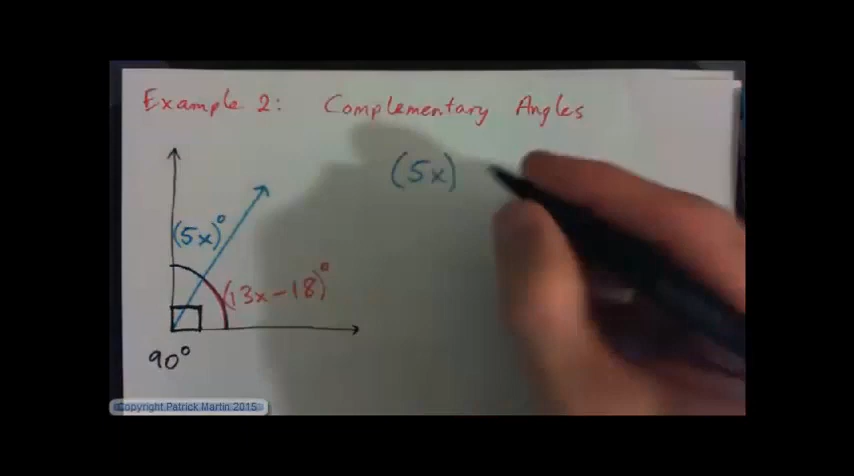 Example 2: Complementary Angles
(5x)
(5x)°
(13x-18)°
90°
Copyright Patrick Martin 2015